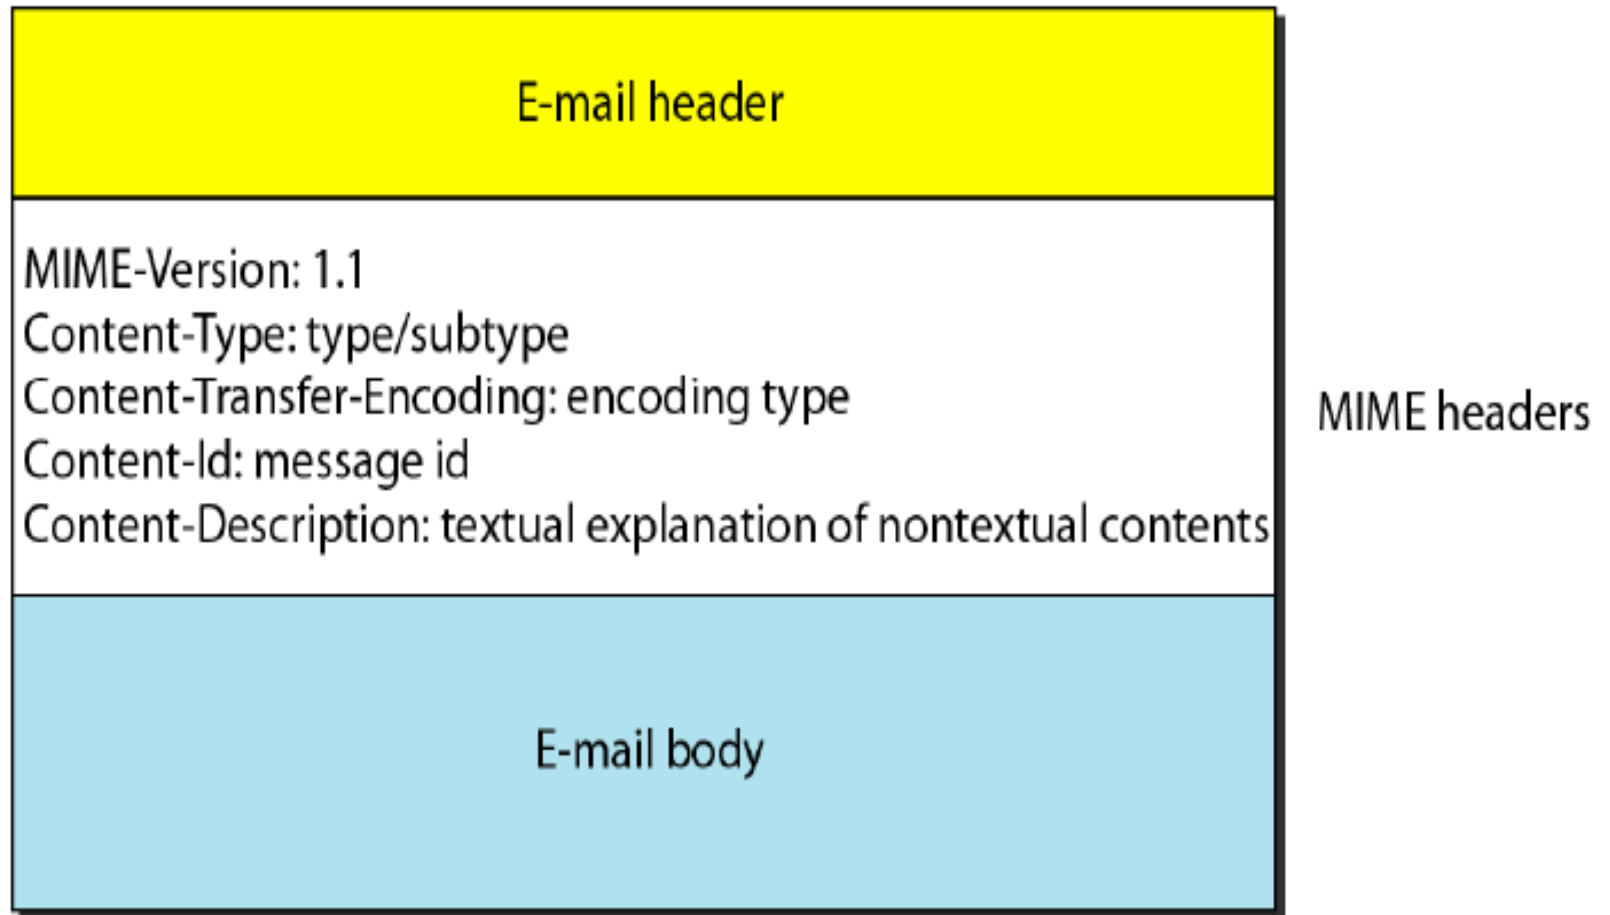 E-mail header
MIME-Version: 1.1
Content-Type: type/subtype
Content-Transfer-Encoding: encoding type
Content-Id: message id
Content-Description: textual explanation of nontextual contents
MIME headers
E-mail body